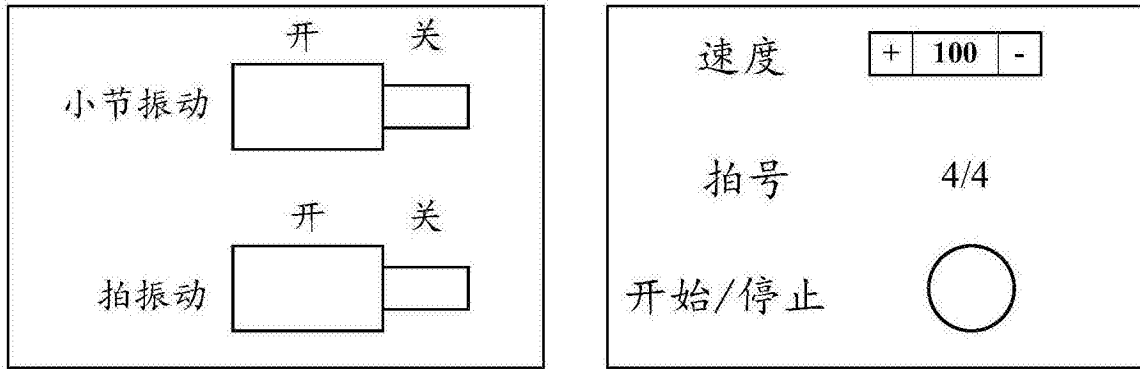 开 关
小节振动
开 关
拍振动
速度 + 100 -
拍号 4/4
开始/停止